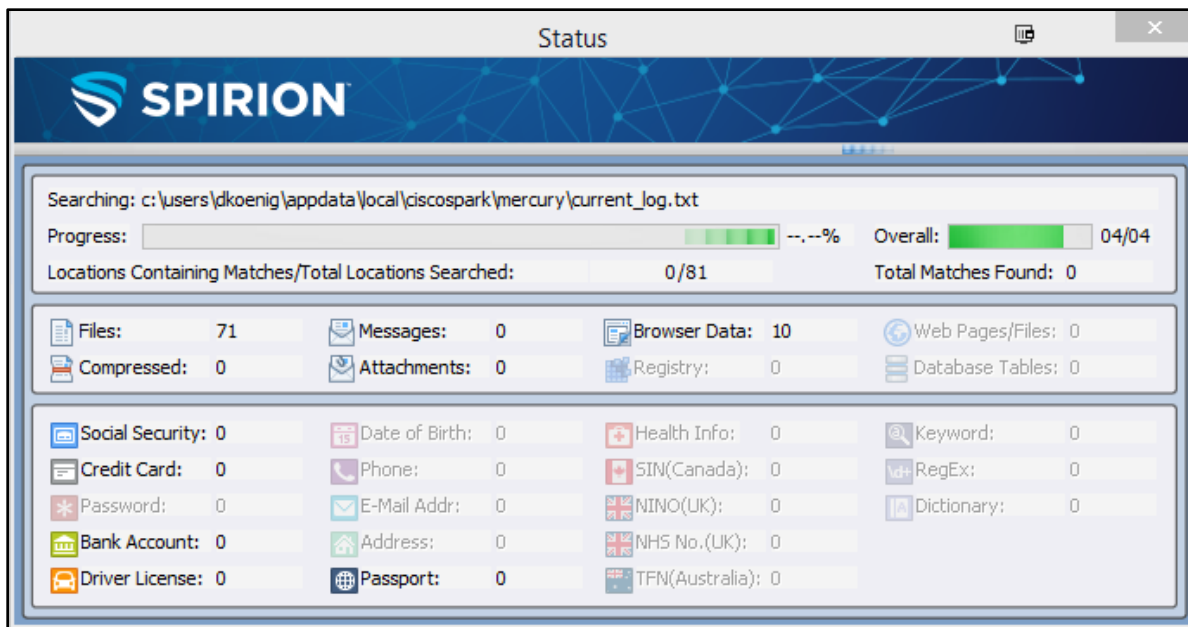 Status
SPIRION
Searching: c:\users\dkoenig\appdata\local\ciscospark\mercury\current_log.txt
Progress: --.--% Overall: 04/04
Locations Containing Matches/Total Locations Searched: 0/81 Total Matches Found: 0
Files: 71 Messages: 0 Browser Data: 10 Web Pages/Files: 0
Compressed: 0 Attachments: 0 Registry: 0 Database Tables: 0
Social Security: 0 Date of Birth: 0 Health Info: 0 Keyword: 0
Credit Card: 0 Phone: 0 SIN(Canada): 0 RegEx: 0
Password: 0 E-Mail Addr: 0 NINO(UK): 0 Dictionary: 0
Bank Account: 0 Address: 0 NHS No.(UK): 0
Driver License: 0 Passport: 0 TFN(Australia): 0